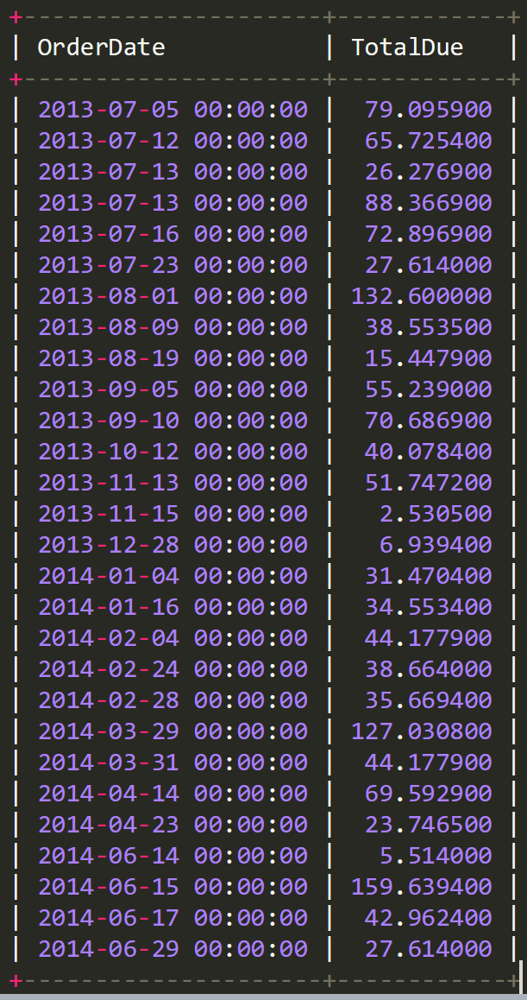 +---------------------+------------+
| OrderDate           | TotalDue   |
+---------------------+------------+
| 2013-07-05 00:00:00 |  79.095900 |
| 2013-07-12 00:00:00 |  65.725400 |
| 2013-07-13 00:00:00 |  26.276900 |
| 2013-07-13 00:00:00 |  88.366900 |
| 2013-07-16 00:00:00 |  72.896900 |
| 2013-07-23 00:00:00 |  27.614000 |
| 2013-08-01 00:00:00 | 132.600000 |
| 2013-08-09 00:00:00 |  38.553500 |
| 2013-08-19 00:00:00 |  15.447900 |
| 2013-09-05 00:00:00 |  55.239000 |
| 2013-09-10 00:00:00 |  70.686900 |
| 2013-10-12 00:00:00 |  40.078400 |
| 2013-11-13 00:00:00 |  51.747200 |
| 2013-11-15 00:00:00 |   2.530500 |
| 2013-12-28 00:00:00 |   6.939400 |
| 2014-01-04 00:00:00 |  31.470400 |
| 2014-01-16 00:00:00 |  34.553400 |
| 2014-02-04 00:00:00 |  44.177900 |
| 2014-02-24 00:00:00 |  38.664000 |
| 2014-02-28 00:00:00 |  35.669400 |
| 2014-03-29 00:00:00 | 127.030800 |
| 2014-03-31 00:00:00 |  44.177900 |
| 2014-04-14 00:00:00 |  69.592900 |
| 2014-04-23 00:00:00 |  23.746500 |
| 2014-06-14 00:00:00 |   5.514000 |
| 2014-06-15 00:00:00 | 159.639400 |
| 2014-06-17 00:00:00 |  42.962400 |
| 2014-06-29 00:00:00 |  27.614000 |
+---------------------+------------+